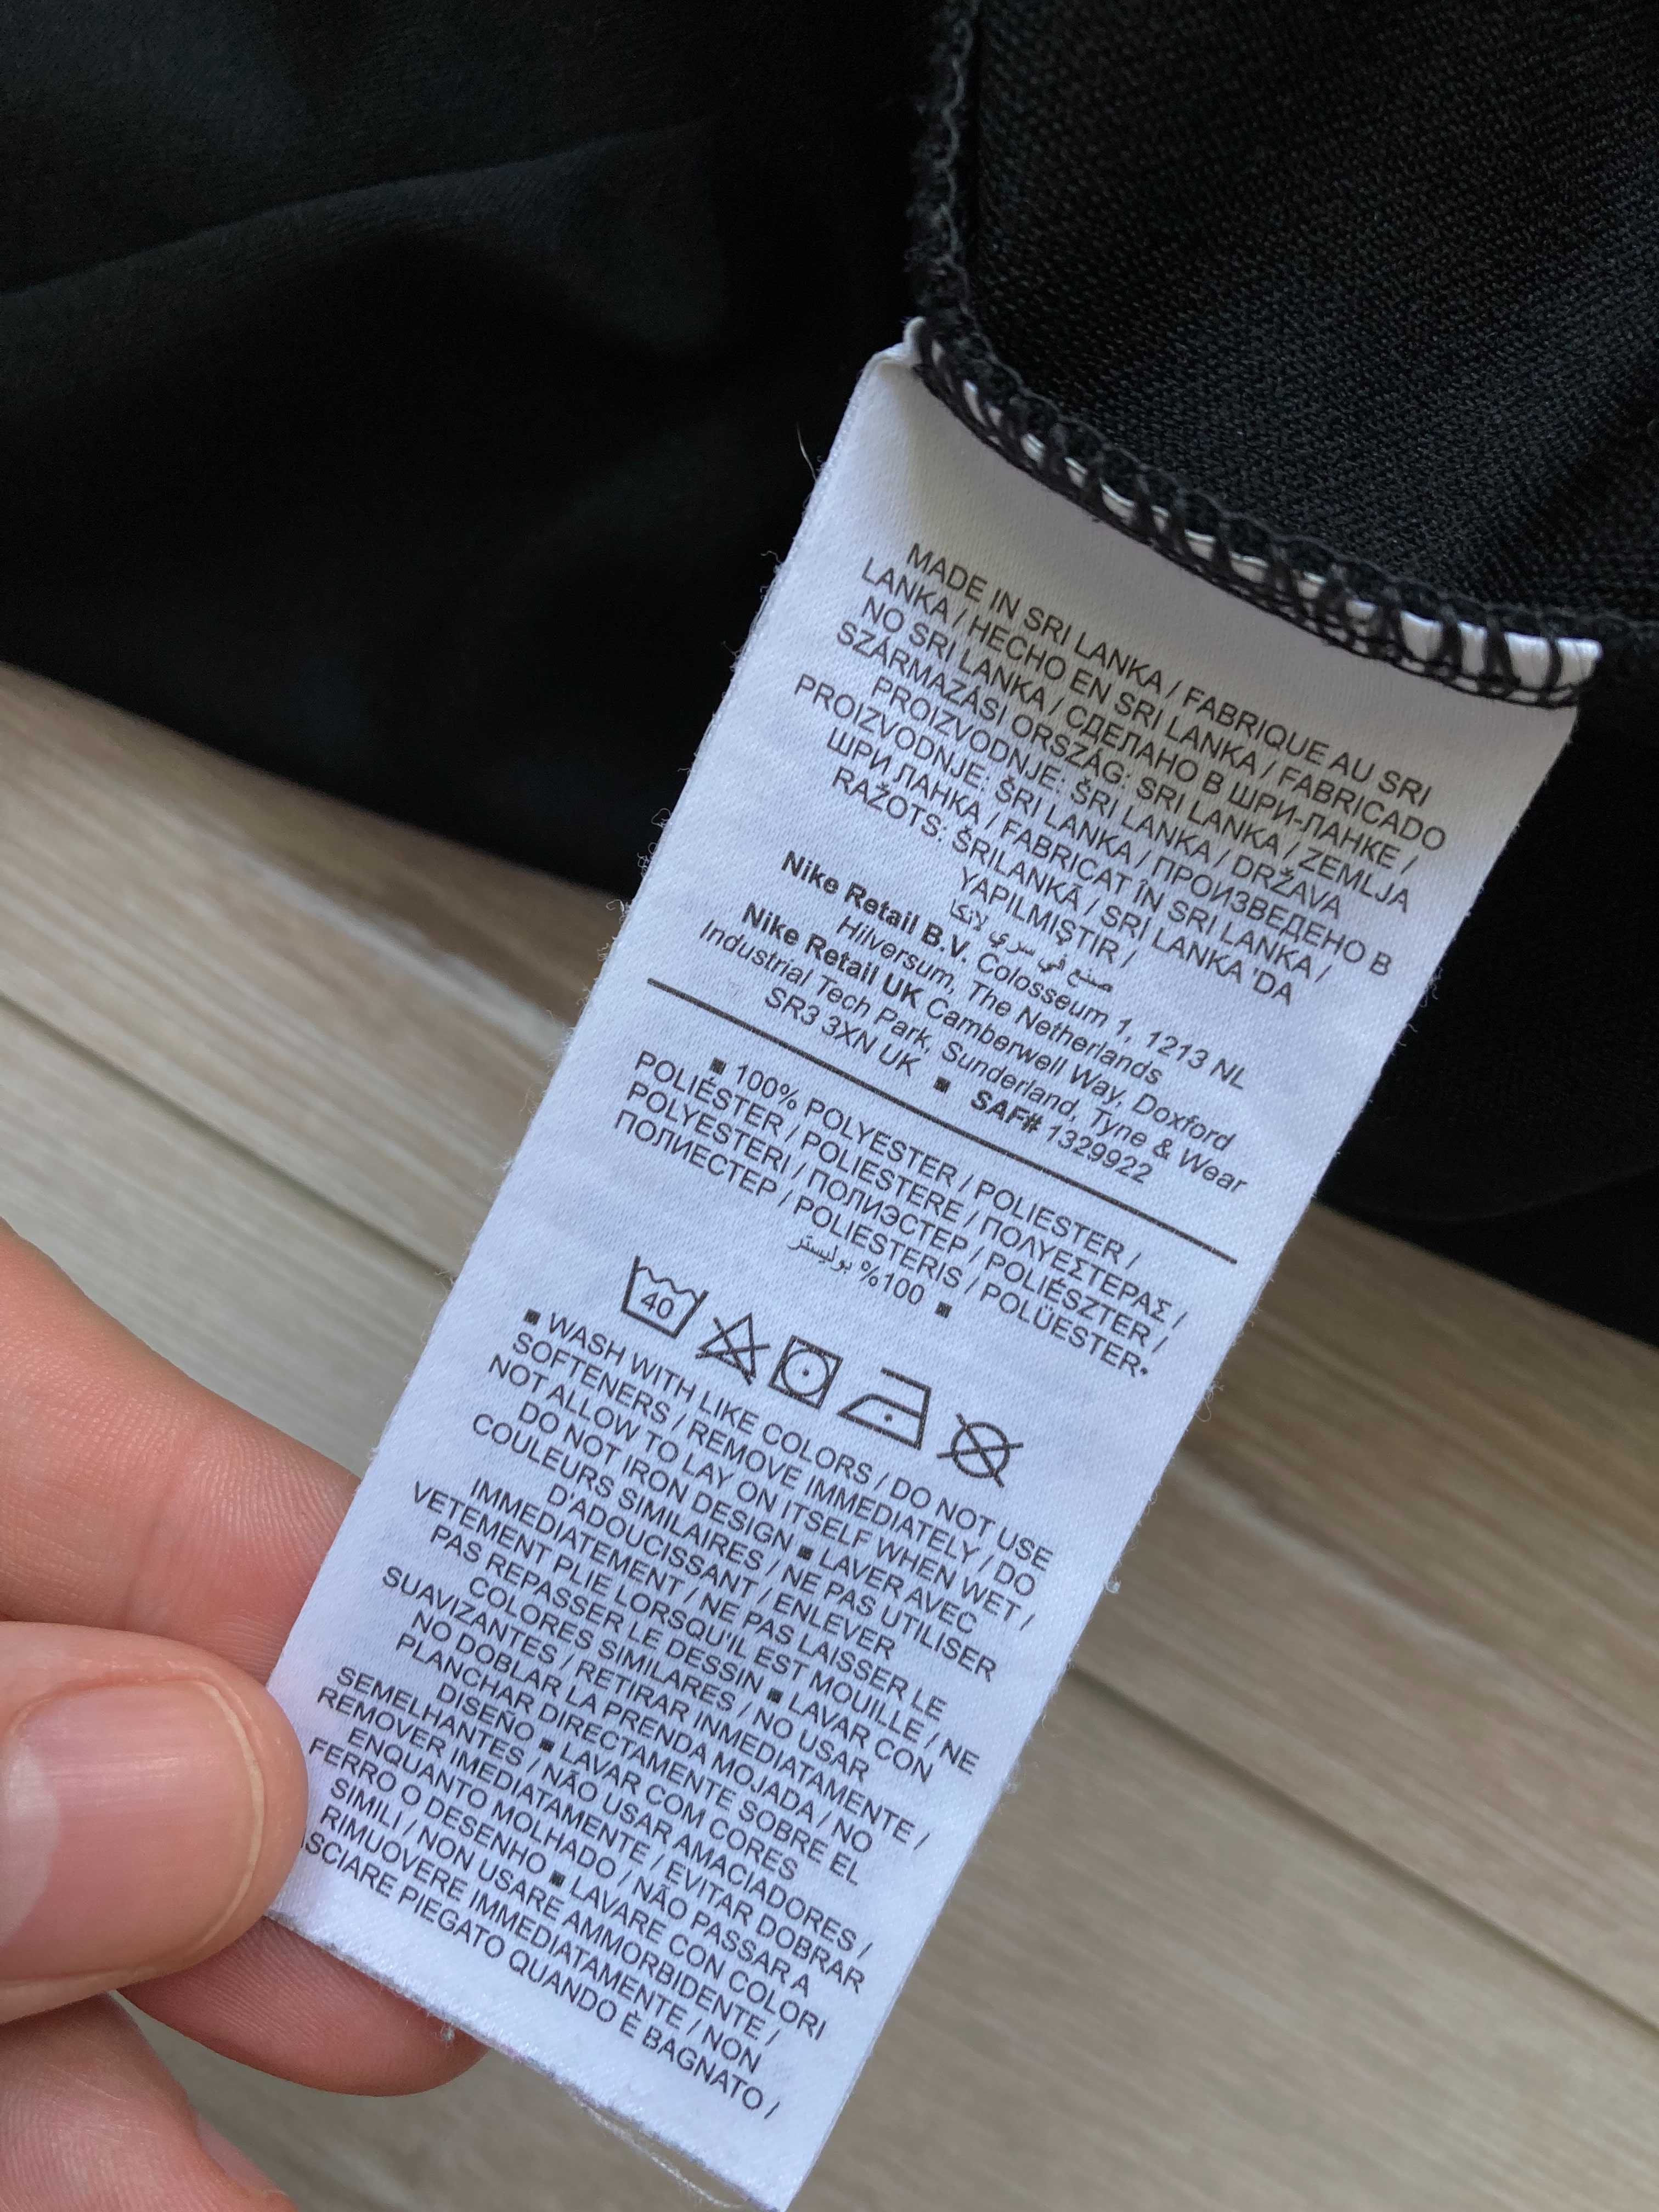 MADE IN SRI LANKA / FABRIQUE AU SRI
LANKA / HECHO EN SRI LANKA / FABRICADO
NO SRI LANKA / СДЕЛАНО В ШРИ-ЛАНКЕ /
SZÁRMAZÁSI ORSZÁG: SRI LANKA / ZEMLJA
PROIZVODNJE: ŠRI LANKA / DRŽAVA
PROIZVODNJE: ŠRI LANKA / ПРОИЗВЕДЕНО В
ШРИ ЛАНКА / FABRICAT ÎN SRI LANKA /
RAŽOTS: ŠRILANKĀ / SRI LANKA 'DA
YAPILMIŞTIR /
صنع في سري لانكا
Nike Retail B.V. Colosseum 1, 1213 NL
Hilversum, The Netherlands
Nike Retail UK Camberwell Way, Doxford
Industrial Tech Park, Sunderland, Tyne & Wear
SR3 3XN UK ■ SAF# 1329922
■ 100% POLYESTER / POLIESTER /
POLIÉSTER / POLIESTERE / ΠΟΛΥΕΣΤΕΡΑΣ /
POLYESTERI / ПОЛИЭСТЕР / POLIÉSZTER /
ПОЛИЕСТЕР / POLIESTERIS / POLÜESTER•
100% بوليستر ■
40
■ WASH WITH LIKE COLORS / DO NOT USE
SOFTENERS / REMOVE IMMEDIATELY / DO
NOT ALLOW TO LAY ON ITSELF WHEN WET /
DO NOT IRON DESIGN ■ LAVER AVEC
COULEURS SIMILAIRES / NE PAS UTILISER
D'ADOUCISSANT / ENLEVER
IMMEDIATEMENT / NE PAS LAISSER LE
VETEMENT PLIE LORSQU'IL EST MOUILLE / NE
PAS REPASSER LE DESSIN ■ LAVAR CON
COLORES SIMILARES / NO USAR
SUAVIZANTES / RETIRAR INMEDIATAMENTE /
NO DOBLAR LA PRENDA MOJADA / NO
PLANCHAR DIRECTAMENTE SOBRE EL
DISEÑO ■ LAVAR COM CORES
SEMELHANTES / NÃO USAR AMACIADORES /
REMOVER IMEDIATAMENTE / EVITAR DOBRAR
ENQUANTO MOLHADO / NÃO PASSAR A
FERRO O DESENHO ■ LAVARE CON COLORI
SIMILI / NON USARE AMMORBIDENTE /
RIMUOVERE IMMEDIATAMENTE / NON
SCIARE PIEGATO QUANDO È BAGNATO /